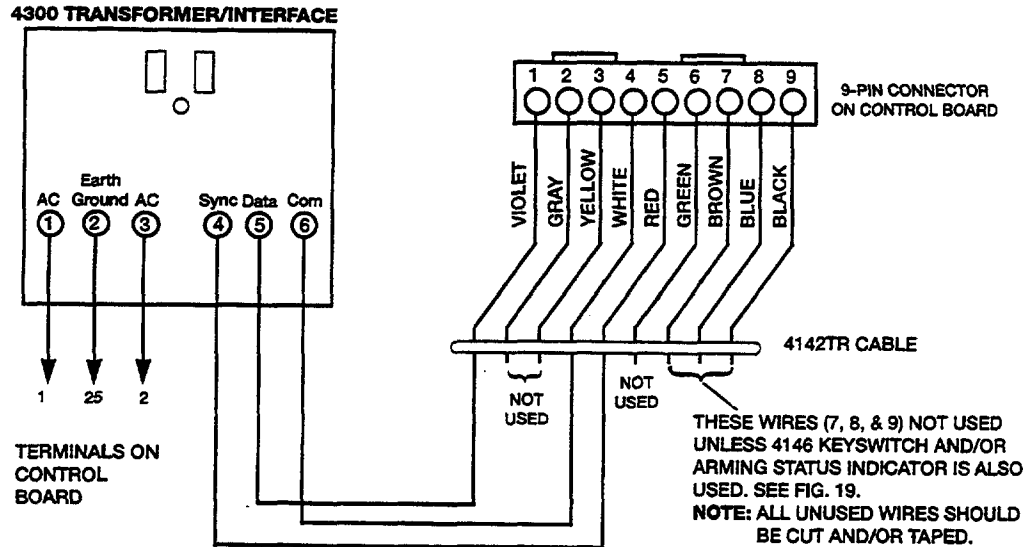 4300 TRANSFORMER/INTERFACE
AC
Earth
Ground
AC
Sync
Data
Com
1
2
3
4
5
6
1
25
2
TERMINALS ON
CONTROL
BOARD
1 2 3 4 5 6 7 8 9
9-PIN CONNECTOR
ON CONTROL BOARD
VIOLET
GRAY
YELLOW
WHITE
RED
GREEN
BROWN
BLUE
BLACK
4142TR CABLE
NOT
USED
NOT
USED
THESE WIRES (7, 8, & 9) NOT USED
UNLESS 4146 KEYSWITCH AND/OR
ARMING STATUS INDICATOR IS ALSO
USED. SEE FIG. 19.
NOTE: ALL UNUSED WIRES SHOULD
BE CUT AND/OR TAPED.